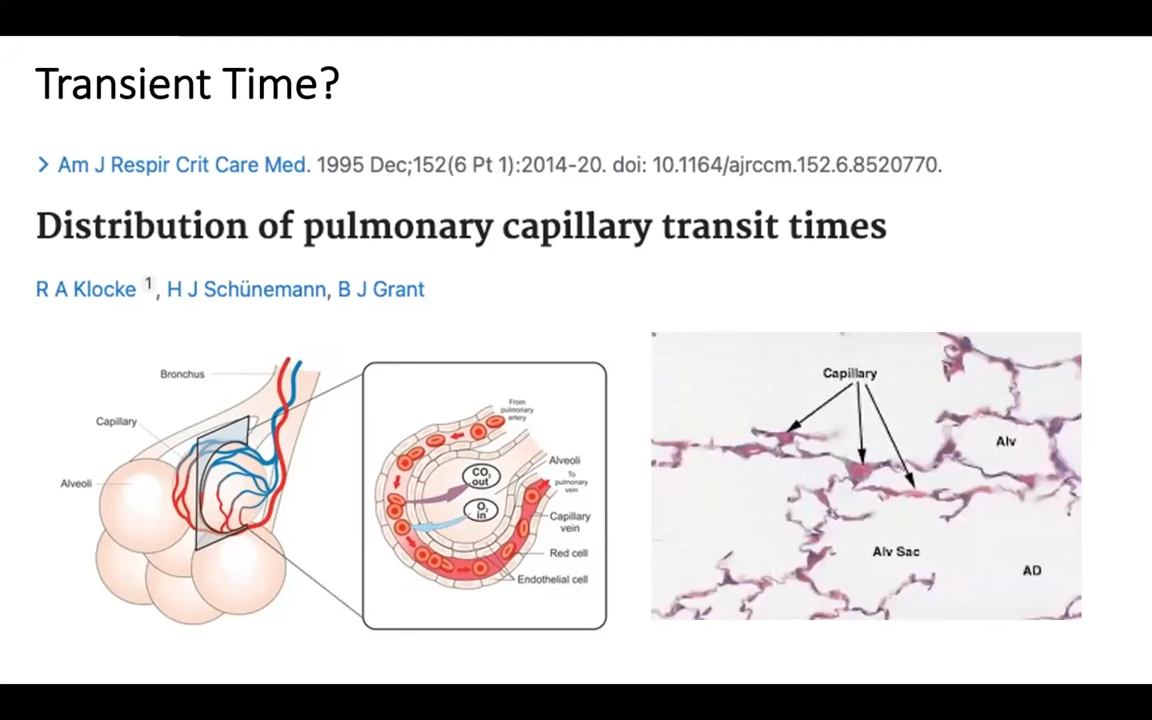 Transient Time?
> Am J Respir Crit Care Med. 1995 Dec;152(6 Pt 1):2014-20. doi: 10.1164/ajrccm.152.6.8520770.
Distribution of pulmonary capillary transit times
R A Klocke 1, H J Schünemann, B J Grant
Bronchus
Capillary
Alveoli
From
pulmonary
artery
CO2
out
O2
in
Alveoli
To
pulmonary
vein
Capillary
vein
Red cell
Endothelial cell
Capillary
Alv
Alv Sac
AD